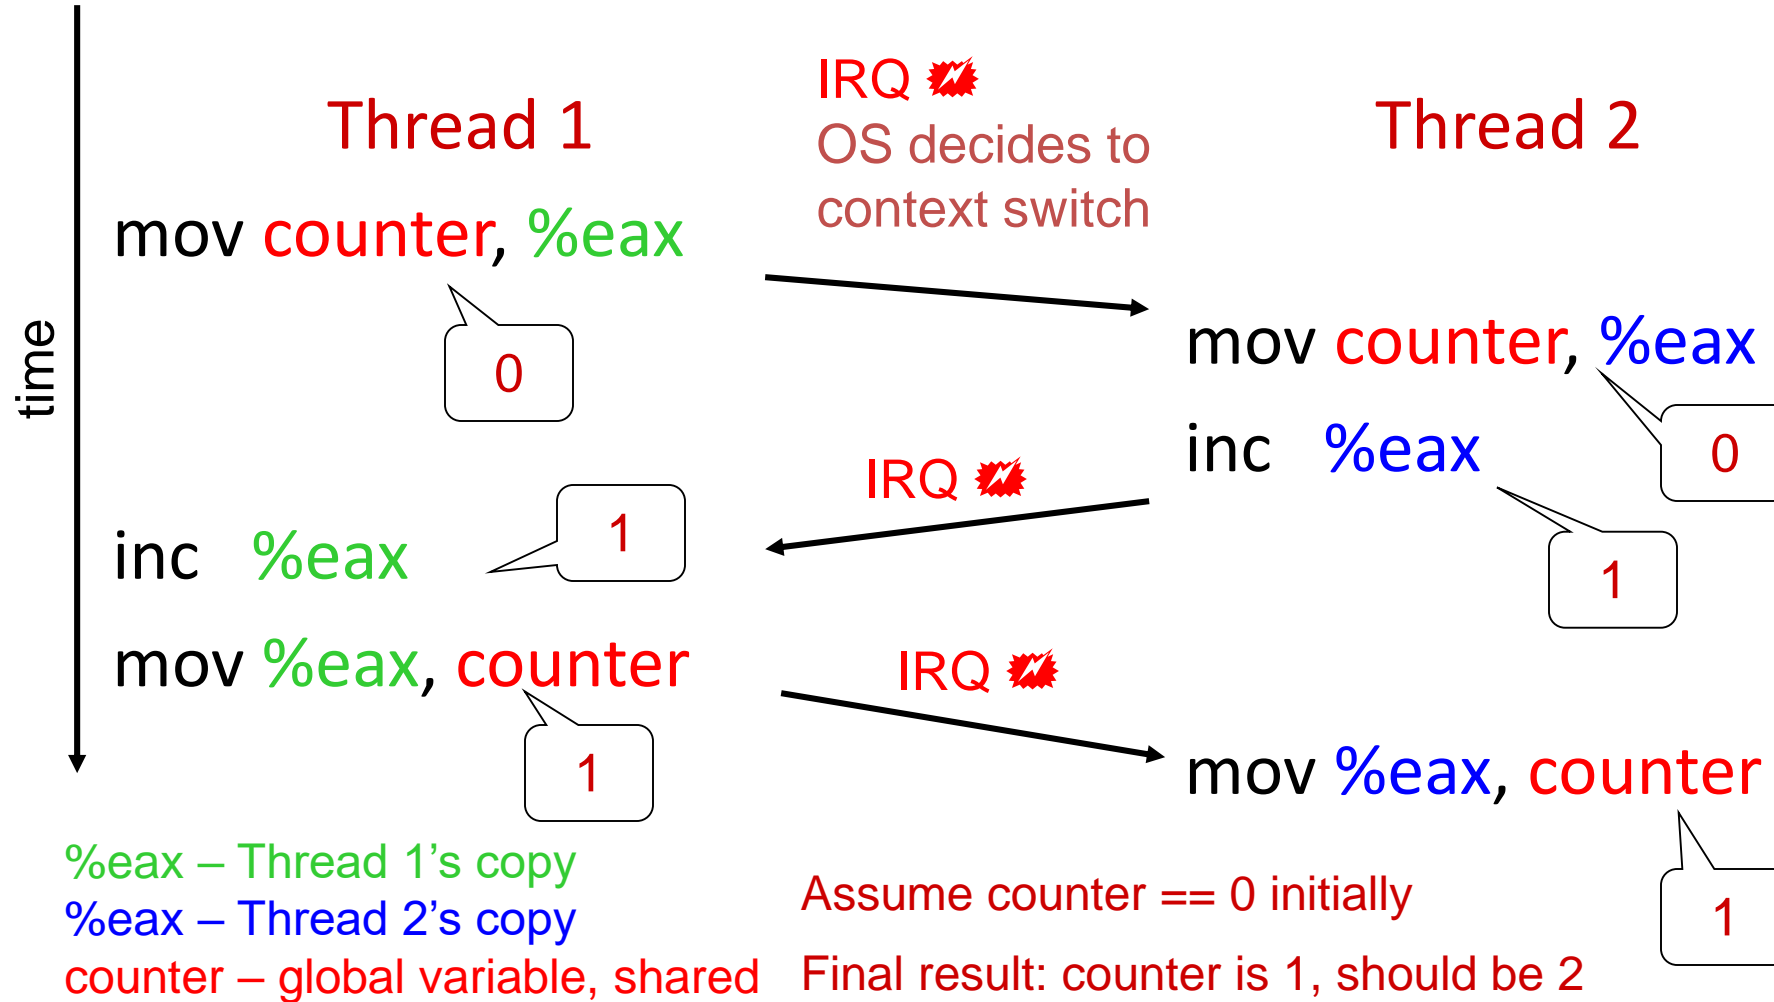 IRQ
OS decides to
context switch
Thread 1
Thread 2
mov counter, %eax
0
mov counter, %eax
0
inc %eax
1
IRQ
inc %eax
1
mov %eax, counter
1
IRQ
mov %eax, counter
1
time
%eax – Thread 1’s copy
%eax – Thread 2’s copy
counter – global variable, shared
Assume counter == 0 initially
Final result: counter is 1, should be 2